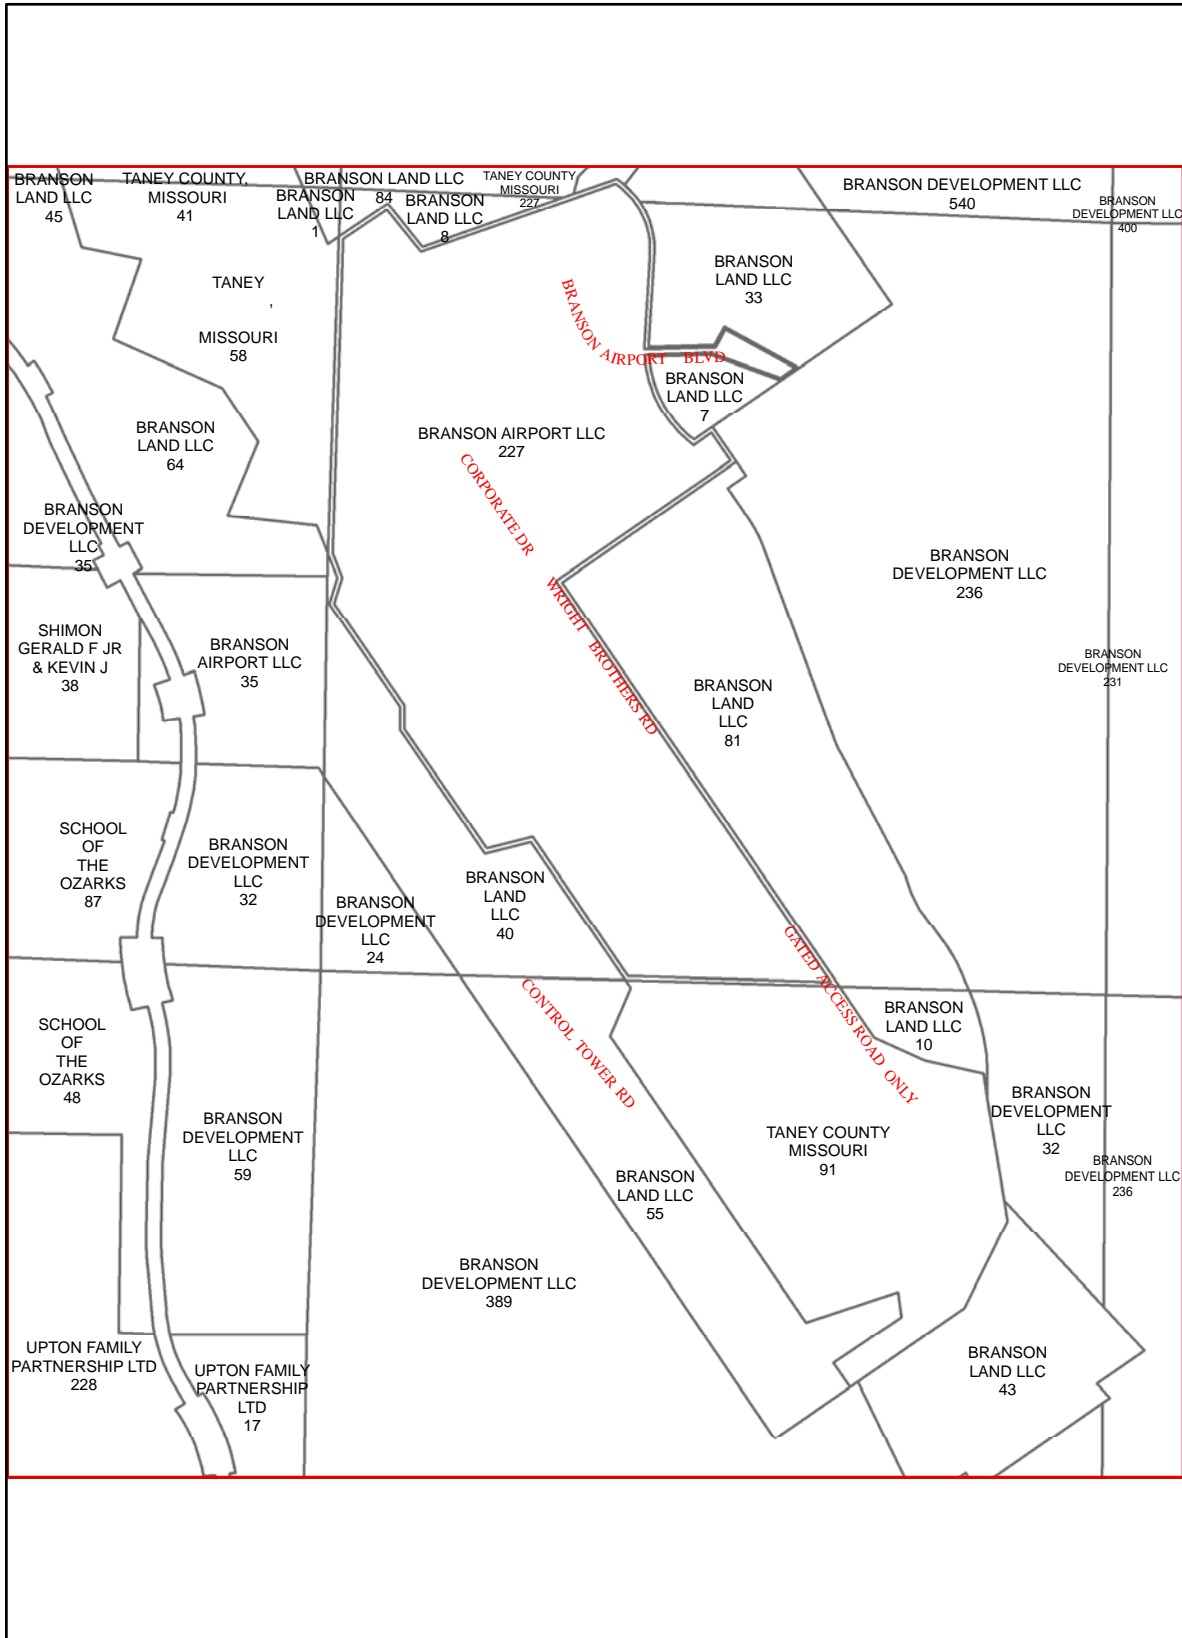 BRANSON
LAND LLC
45
TANEY COUNTY,
MISSOURI
41
BRANSON LAND LLC
84
BRANSON
LAND LLC
1
BRANSON
LAND LLC
8
TANEY COUNTY
MISSOURI
227
BRANSON DEVELOPMENT LLC
540
BRANSON
DEVELOPMENT LLC
400
TANEY
,
MISSOURI
58
BRANSON
LAND LLC
33
BRANSON AIRPORT BLVD
BRANSON
LAND LLC
7
BRANSON
LAND LLC
64
BRANSON AIRPORT LLC
227
CORPORATE DR
BRANSON
DEVELOPMENT
LLC
35
BRANSON
DEVELOPMENT LLC
236
WRIGHT BROTHERS RD
SHIMON
GERALD F JR
& KEVIN J
38
BRANSON
AIRPORT LLC
35
BRANSON
LAND
LLC
81
BRANSON
DEVELOPMENT LLC
231
SCHOOL
OF
THE
OZARKS
87
BRANSON
DEVELOPMENT
LLC
32
BRANSON
DEVELOPMENT
LLC
24
BRANSON
LAND
LLC
40
GATED ACCESS ROAD ONLY
CONTROL TOWER RD
BRANSON
LAND LLC
10
SCHOOL
OF
THE
OZARKS
48
BRANSON
DEVELOPMENT
LLC
59
BRANSON
DEVELOPMENT
LLC
32
TANEY COUNTY
MISSOURI
91
BRANSON
DEVELOPMENT LLC
236
BRANSON
LAND LLC
55
BRANSON
DEVELOPMENT LLC
389
UPTON FAMILY
PARTNERSHIP LTD
228
UPTON FAMILY
PARTNERSHIP
LTD
17
BRANSON
LAND LLC
43